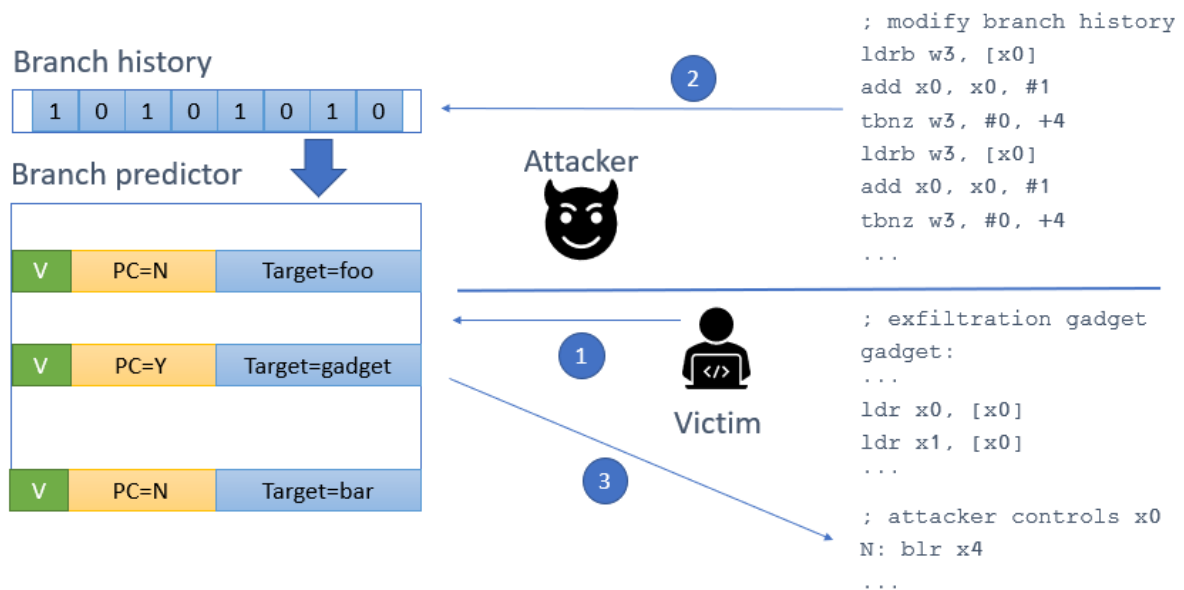 Branch history
1 0 1 0 1 0 1 0
Branch predictor
V PC=N Target=foo
V PC=Y Target=gadget
V PC=N Target=bar
2
Attacker
1
</>
Victim
3
; modify branch history
ldrb w3, [x0]
add x0, x0, #1
tbnz w3, #0, +4
ldrb w3, [x0]
add x0, x0, #1
tbnz w3, #0, +4
...
; exfiltration gadget
gadget:
...
ldr x0, [x0]
ldr x1, [x0]
...
; attacker controls x0
N: blr x4
...